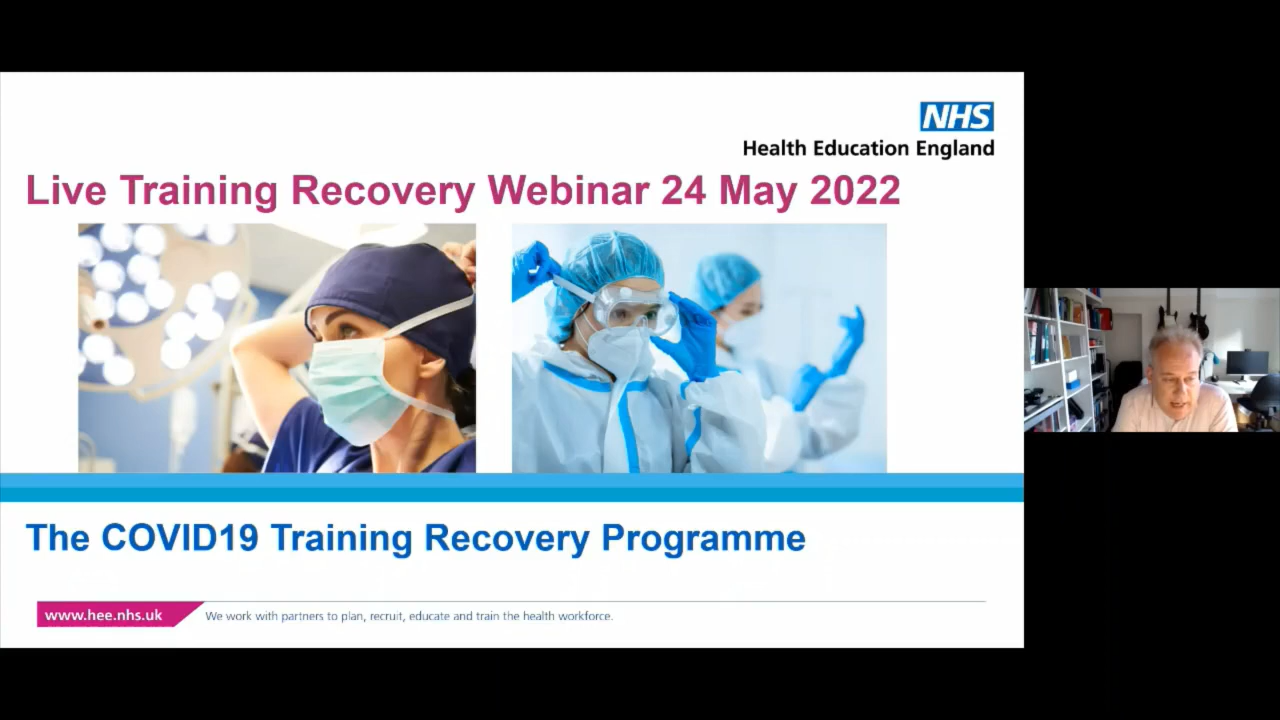 NHS
Health Education England
Live Training Recovery Webinar 24 May 2022
The COVID19 Training Recovery Programme
www.hee.nhs.uk
We work with partners to plan, recruit, educate and train the health workforce.